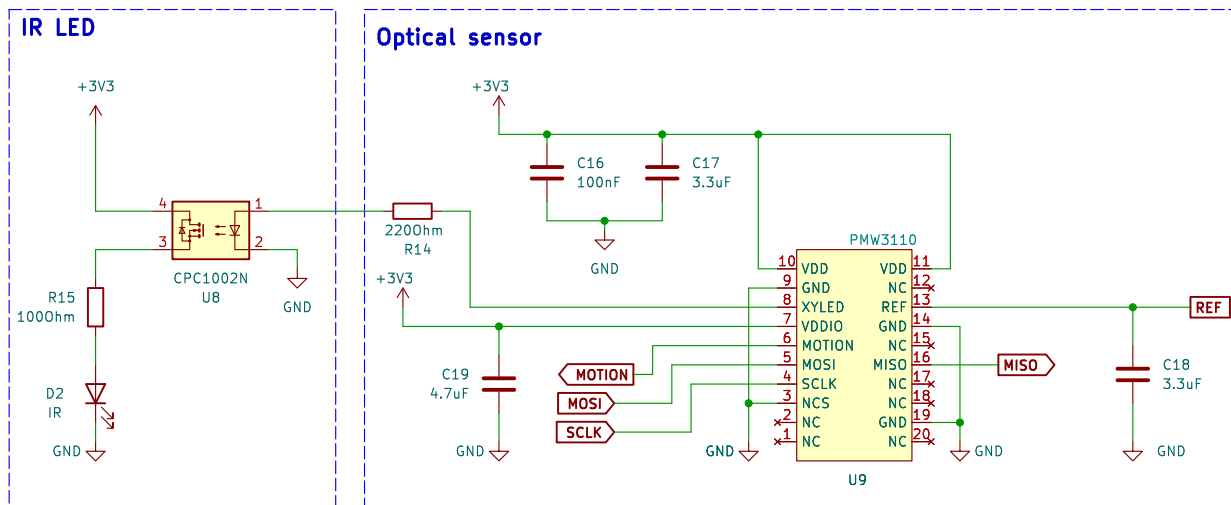 IR LED
+3V3
4
1
3
2
CPC1002N
U8
GND
R15
100Ohm
D2
IR
GND
Optical sensor
+3V3
C16
100nF
C17
3.3uF
GND
220Ohm
R14
+3V3
C19
4.7uF
GND
MOTION
MOSI
SCLK
GND
PMW3110
10 VDD
9 GND
8 XYLED
7 VDDIO
6 MOTION
5 MOSI
4 SCLK
3 NCS
2 NC
1 NC
VDD 11
NC 12
REF 13
GND 14
NC 15
MISO 16
NC 17
NC 18
GND 19
NC 20
U9
GND
MISO
REF
C18
3.3uF
GND